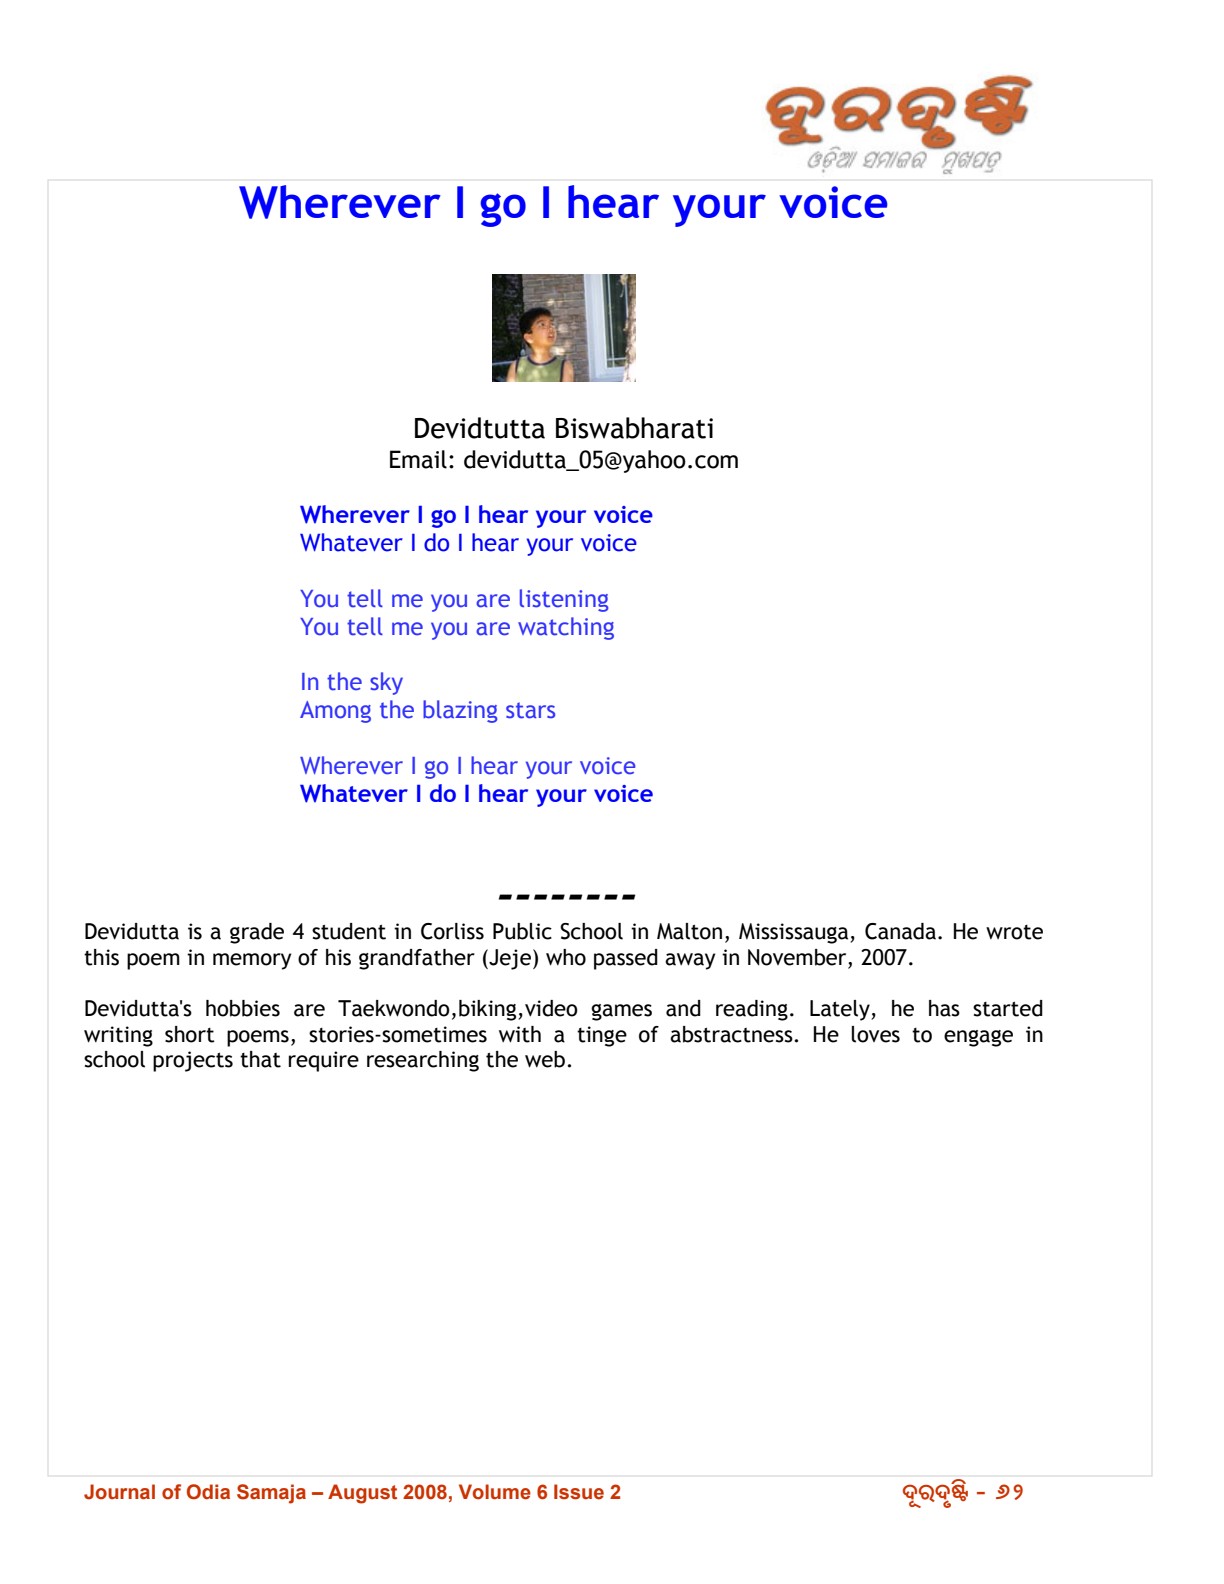 ଦୂରଦୃଷ୍ଟି
ଓଡ଼ିଆ ସମାଜର ମୁଖପତ୍ର
Wherever I go I hear your voice
Devidtutta Biswabharati
Email: devidutta_05@yahoo.com
Wherever I go I hear your voice
Whatever I do I hear your voice
You tell me you are listening
You tell me you are watching
In the sky
Among the blazing stars
Wherever I go I hear your voice
Whatever I do I hear your voice
--------
Devidutta is a grade 4 student in Corliss Public School in Malton, Mississauga, Canada. He wrote
this poem in memory of his grandfather (Jeje) who passed away in November, 2007.
Devidutta's hobbies are Taekwondo,biking,video games and reading. Lately, he has started
writing short poems, stories-sometimes with a tinge of abstractness. He loves to engage in
school projects that require researching the web.
Journal of Odia Samaja – August 2008, Volume 6 Issue 2
ଦୂରଦୃଷ୍ଟି - ୬୨